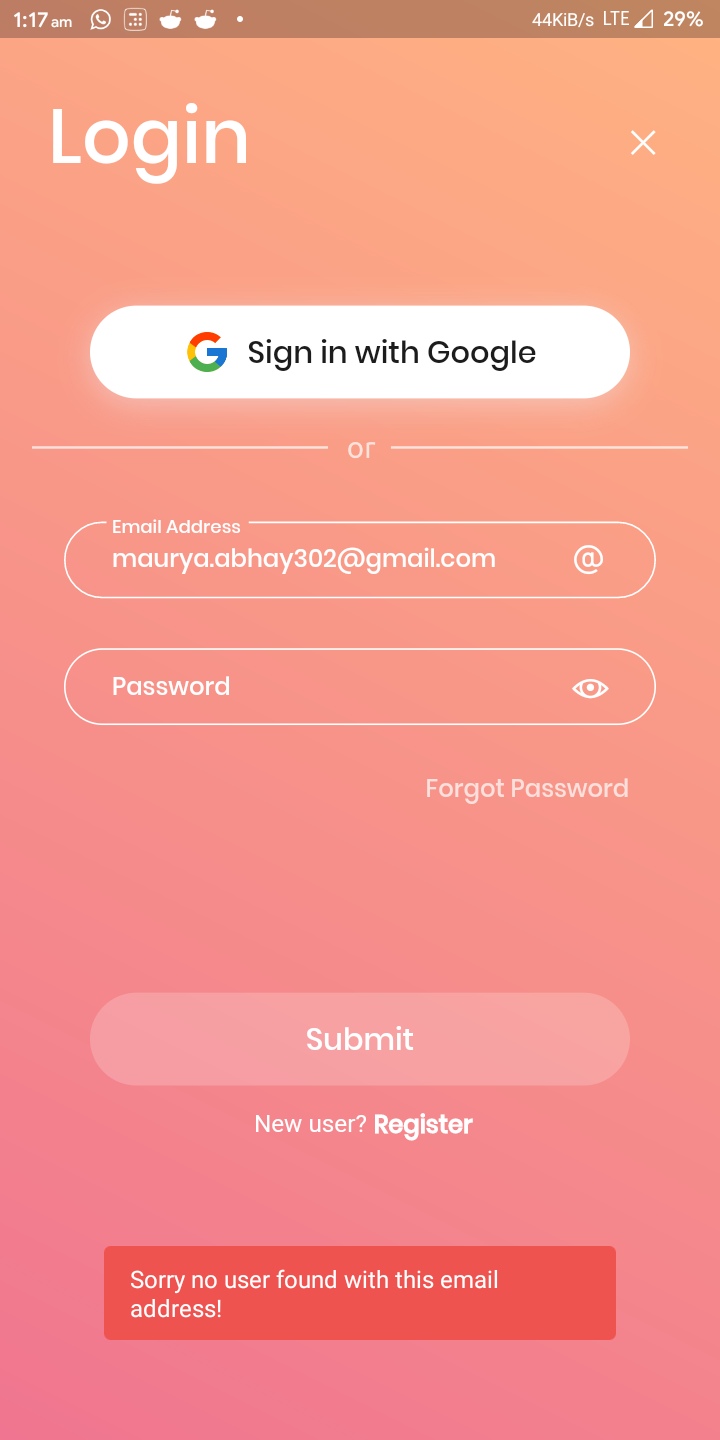 1:17 am
44KiB/s LTE 29%
Login
Sign in with Google
or
Email Address
maurya.abhay302@gmail.com
@
Password
Forgot Password
Submit
New user? Register
Sorry no user found with this email
address!